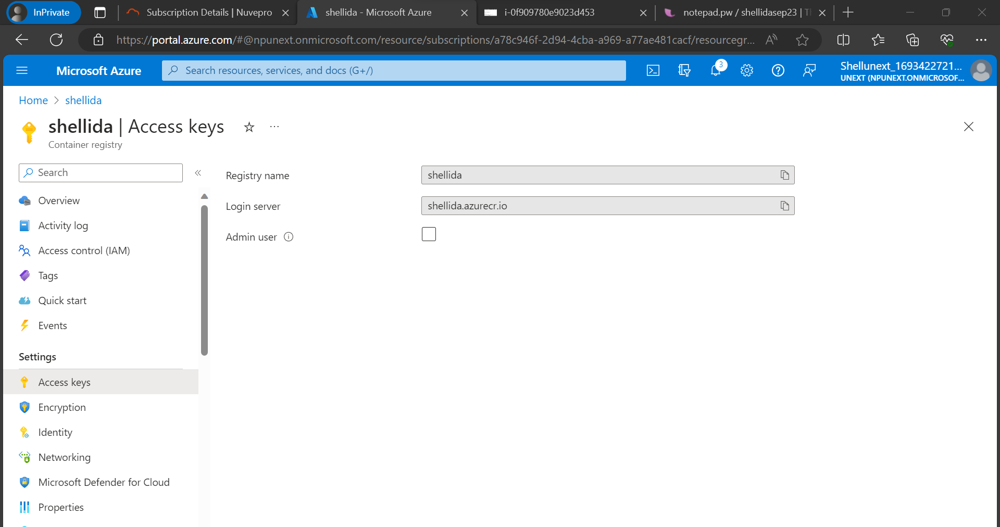 InPrivate
Subscription Details | Nuvepro
shellida - Microsoft Azure
i-0f909780e9023d453
notepad.pw / shellidasep23 |
https://portal.azure.com/#@npunext.onmicrosoft.com/resource/subscriptions/a78c946f-2d94-4cba-a969-a77ae481cacf/resourcegr...
Microsoft Azure
Search resources, services, and docs (G+/)
3
Shellunext_1693422721...
UNEXT (NPUNEXT.ONMICROSOF...
Home > shellida
shellida | Access keys
Container registry
Search
Registry name
shellida
Overview
Login server
shellida.azurecr.io
Activity log
Admin user
Access control (IAM)
Tags
Quick start
Events
Settings
Access keys
Encryption
Identity
Networking
Microsoft Defender for Cloud
Properties